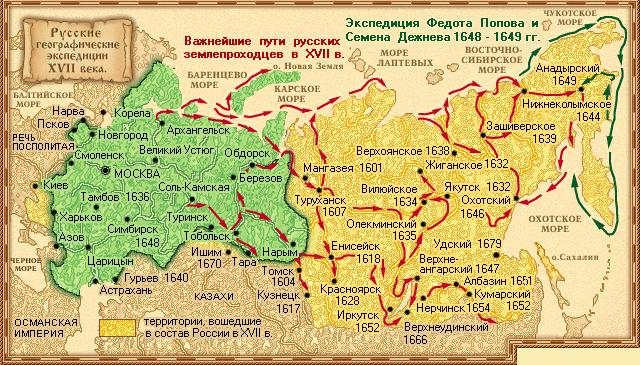 Русские
географические
экспедиции
XVII века.
Важнейшие пути русских
землепроходцев в XVII в.
Экспедиция Федота Попова и
Семена Дежнева 1648 - 1649 гг.
ЧУКОТСКОЕ
МОРЕ
ВОСТОЧНО-
СИБИРСКОЕ
МОРЕ
МОРЕ
ЛАПТЕВЫХ
о. Новая Земля
БАРЕНЦЕВО
МОРЕ
КАРСКОЕ
МОРЕ
БАЛТИЙСКОЕ
МОРЕ
Анадырский
1649
Нижнеколымское
1644
Зашиверское
1639
Нарва
Корела
Псков
Новгород
Архангельск
РЕЧЬ
ПОСПОЛИТАЯ
Смоленск
Великий Устюг
Обдорск
МОСКВА
Березов
Киев
Соль-Камская
Тамбов 1636
Харьков
Туринск
Симбирск
1648
Тобольск
Азов
Царицын
Ишим
1670
Тара
Нарым
ЧЕРНОЕ
МОРЕ
Гурьев 1640
Астрахань
КАЗАХИ
Верхоянское 1638
Жиганское 1632
Мангазея 1601
Вилюйское
1634
Якутск 1632
Туруханск
1607
Охотский
1646
Олекминский
1635
ОХОТСКОЕ
МОРЕ
Енисейск
1618
Удский 1679
Верхне-
ангарский 1647
о.Сахалин
Томск
1604
Кузнецк
1617
Красноярск
1628
Албазин 1651
Кумарский
1652
Нерчинск 1654
Иркутск
1652
Верхнеудинский
1666
ОСМАНСКАЯ
ИМПЕРИЯ
территории, вошедшие
в состав России в XVII в.